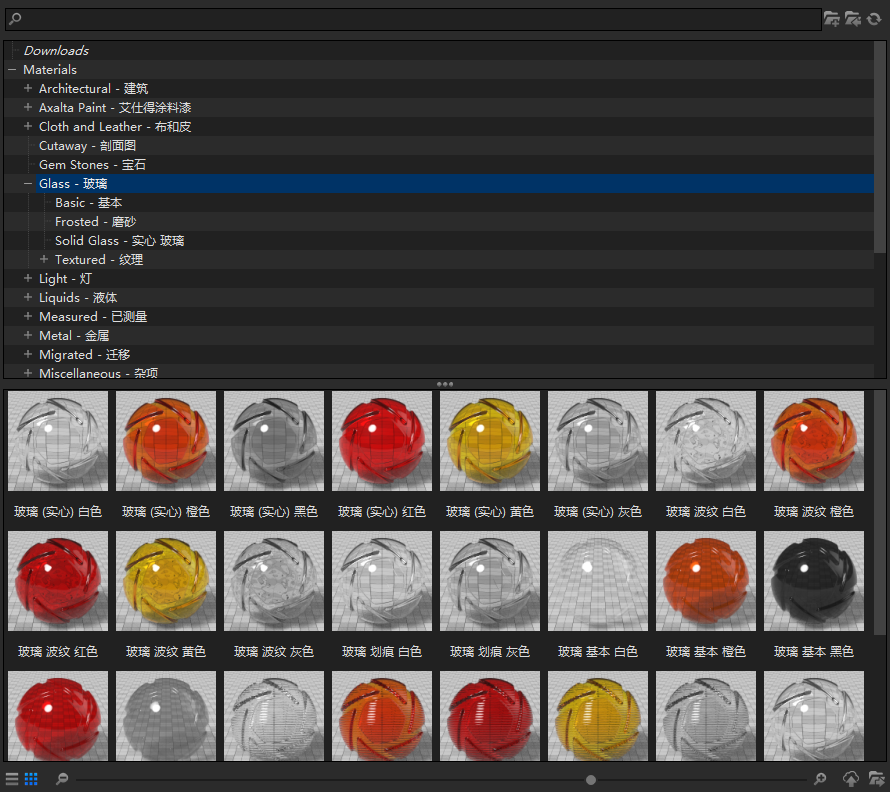 Downloads
Materials
Architectural - 建筑
Axalta Paint - 艾仕得涂料漆
Cloth and Leather - 布和皮
Cutaway - 剖面图
Gem Stones - 宝石
Glass - 玻璃
Basic - 基本
Frosted - 磨砂
Solid Glass - 实心 玻璃
Textured - 纹理
Light - 灯
Liquids - 液体
Measured - 已测量
Metal - 金属
Migrated - 迁移
Miscellaneous - 杂项
玻璃 (实心) 白色 玻璃 (实心) 橙色 玻璃 (实心) 黑色 玻璃 (实心) 红色 玻璃 (实心) 黄色 玻璃 (实心) 灰色 玻璃 波纹 白色 玻璃 波纹 橙色
玻璃 波纹 红色 玻璃 波纹 黄色 玻璃 波纹 灰色 玻璃 划痕 白色 玻璃 划痕 灰色 玻璃 基本 白色 玻璃 基本 橙色 玻璃 基本 黑色